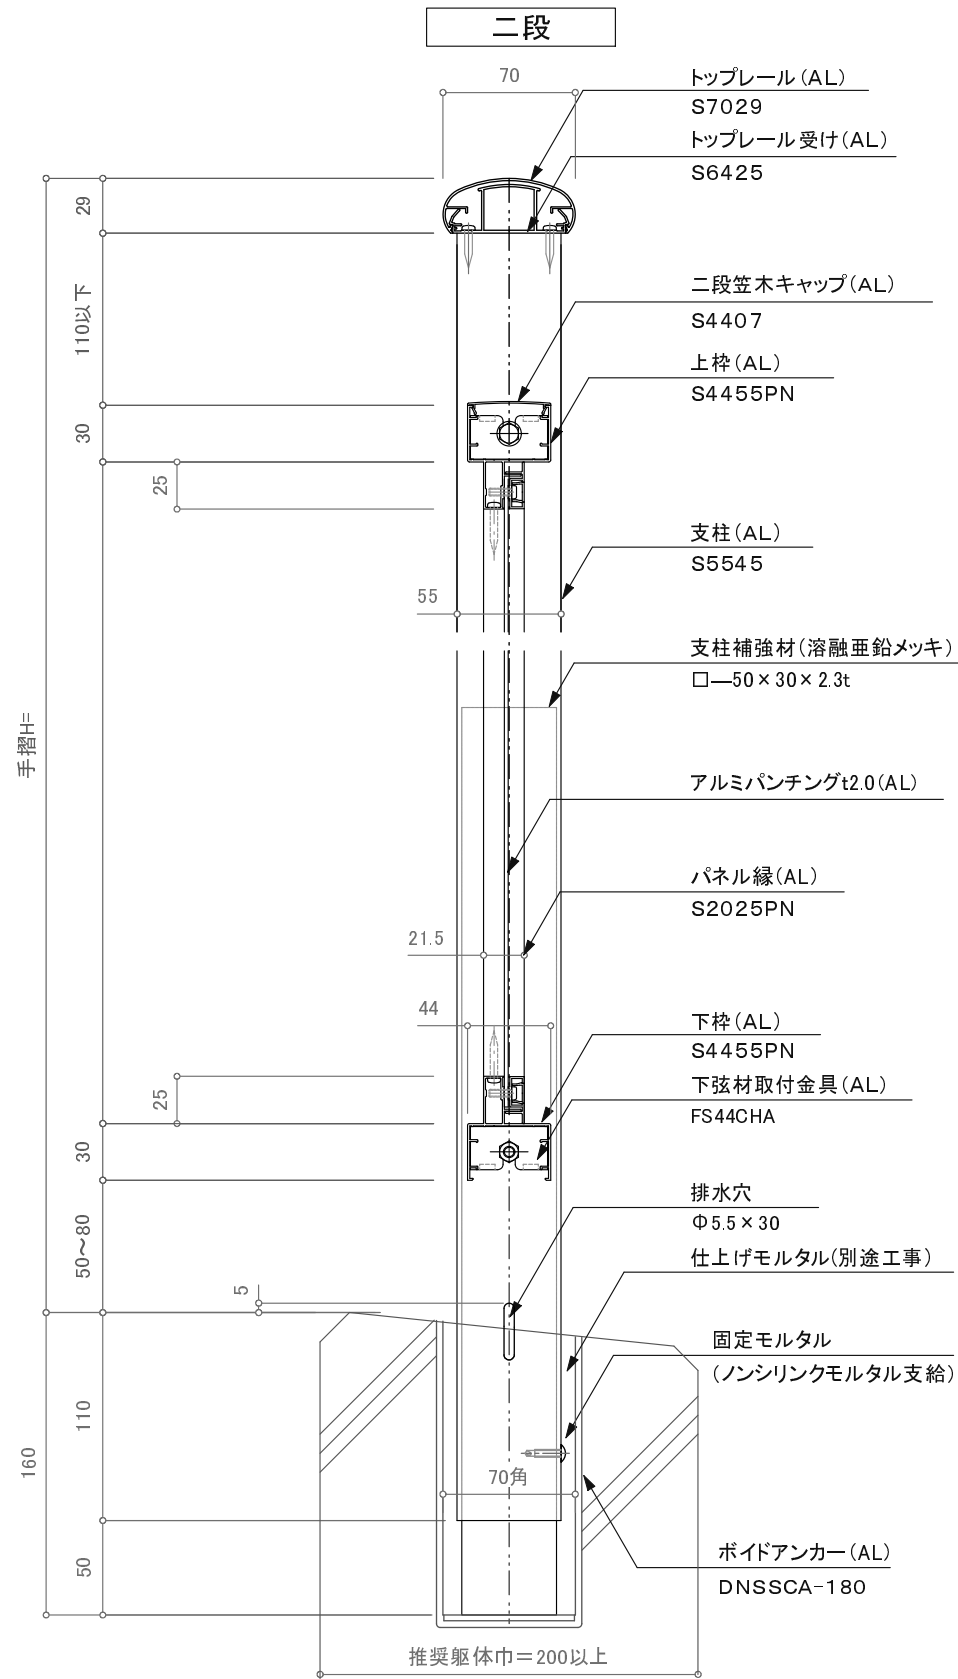 二段
70
トップレール(AL)
S7029
トップレール受け(AL)
S6425
29
110以下
二段笠木キャップ(AL)
S4407
上枠(AL)
S4455PN
30
25
支柱(AL)
S5545
55
支柱補強材(溶融亜鉛メッキ)
口―50×30×2.3t
手摺H=
アルミパンチングt2.0(AL)
パネル縁(AL)
S2025PN
21.5
44
下枠(AL)
S4455PN
下弦材取付金具(AL)
FS44CHA
25
30
排水穴
Φ5.5×30
50～80
仕上げモルタル(別途工事)
5
固定モルタル
(ノンシリンクモルタル支給)
110
160
70角
ボイドアンカー(AL)
DNSSCA-180
50
推奨躯体巾＝200以上